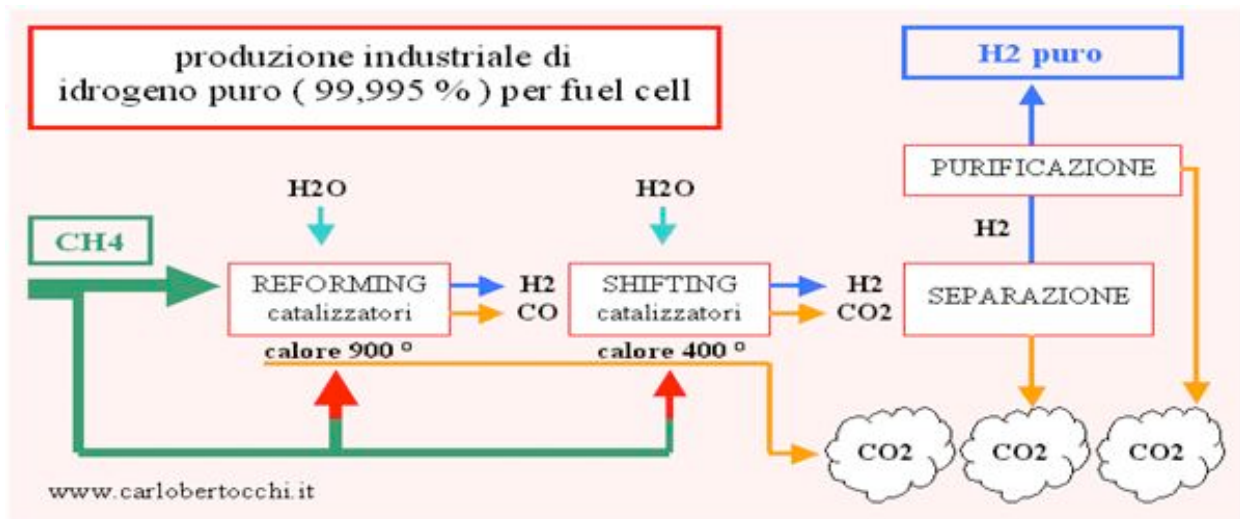 produzione industriale di
idrogeno puro ( 99,995 % ) per fuel cell
H2 puro
PURIFICAZIONE
H2O
H2O
H2
CH4
REFORMING
catalizzatori
H2
CO
SHIFTING
catalizzatori
H2
CO2
SEPARAZIONE
calore 900 °
calore 400 °
CO2
CO2
CO2
www.carlobertocchi.it